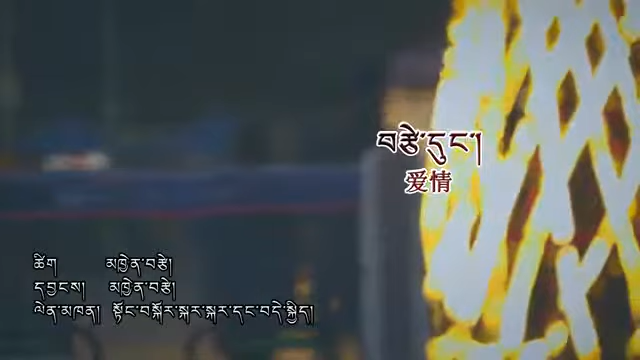 བརྩེ་དུང་།
爱情
ཚིག མཁྱེན་བརྩེ།
དབྱངས། མཁྱེན་བརྩེ།
ལེན་མཁན། སྟོང་བསྐོར་སྐར་སྐར་དང་བདེ་སྐྱིད།